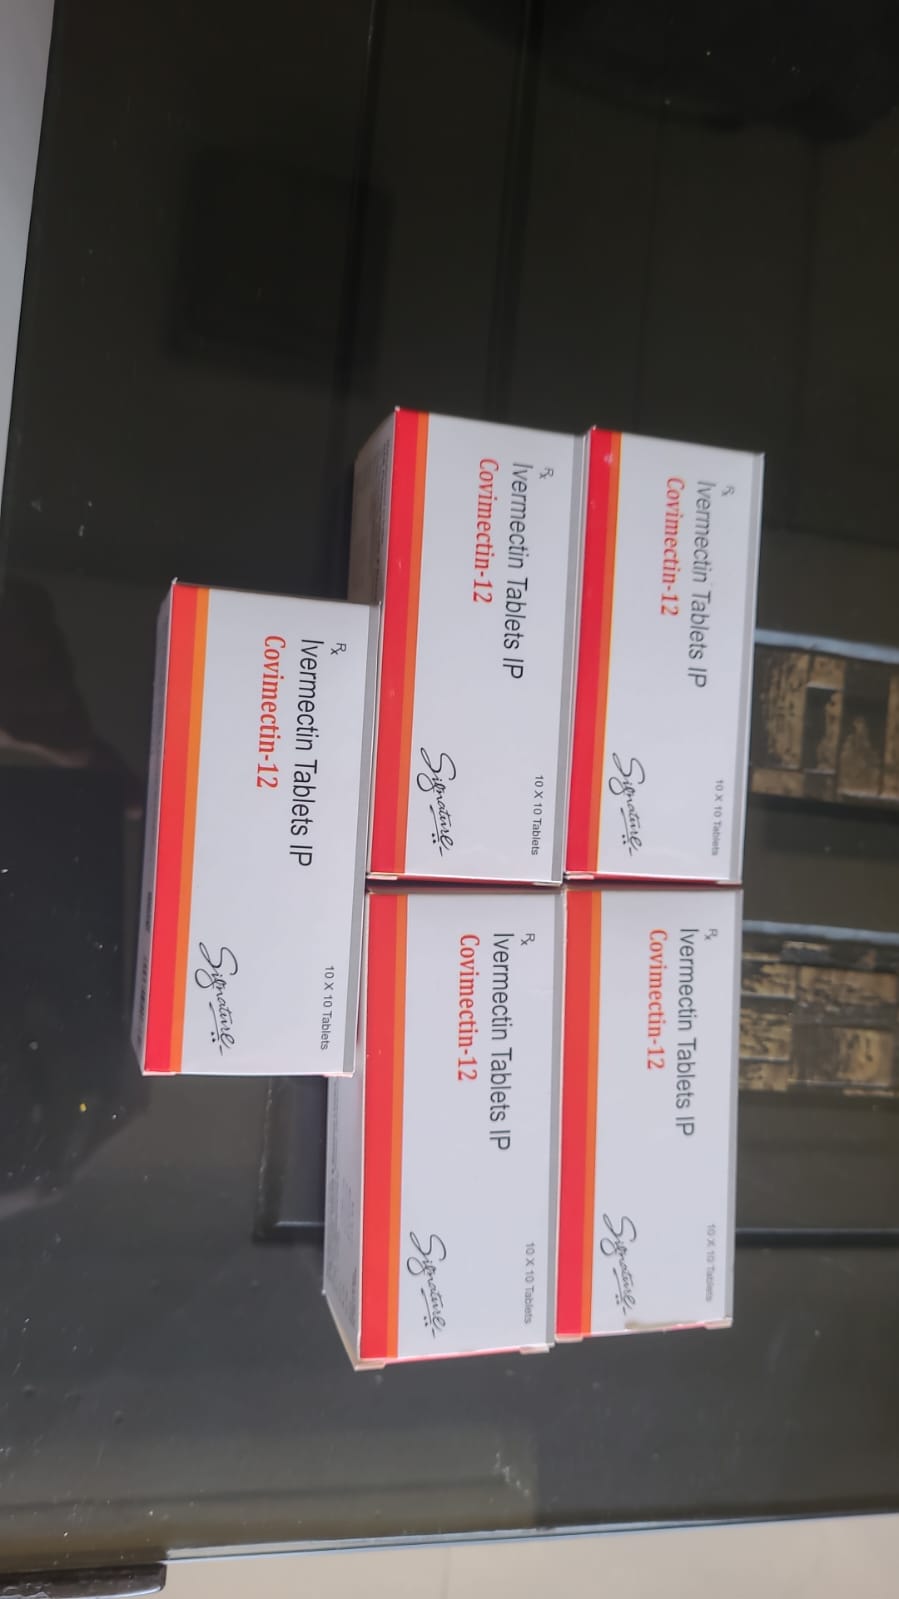 Rx
Ivermectin Tablets IP
Covimectin-12
10 X 10 Tablets
Signature
Rx
Ivermectin Tablets IP
Covimectin-12
10 X 10 Tablets
Signature
Rx
Ivermectin Tablets IP
Covimectin-12
10 X 10 Tablets
Signature
Rx
Ivermectin Tablets IP
Covimectin-12
10 X 10 Tablets
Signature
Rx
Ivermectin Tablets IP
Covimectin-12
10 X 10 Tablets
Signature